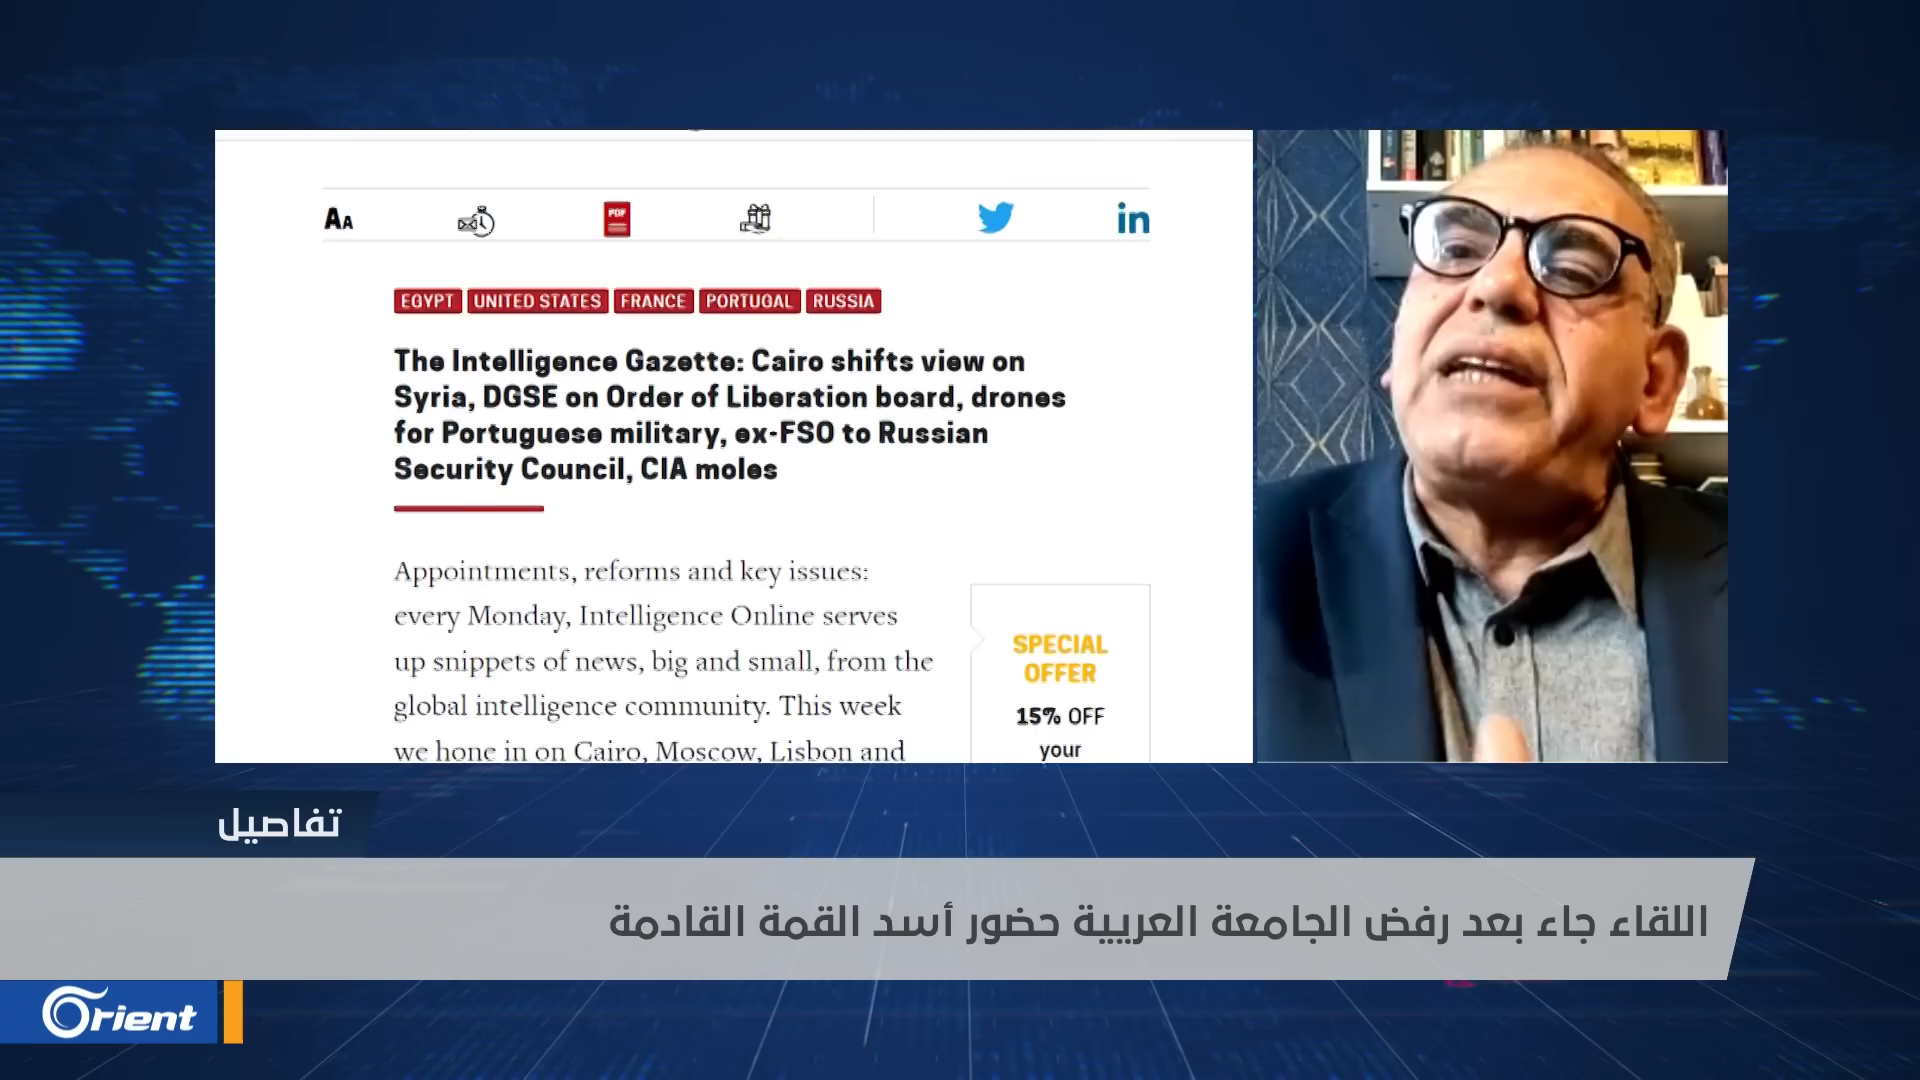 AA
PDF
in
EGYPT UNITED STATES FRANCE PORTUGAL RUSSIA
The Intelligence Gazette: Cairo shifts view on
Syria, DGSE on Order of Liberation board, drones
for Portuguese military, ex-FSO to Russian
Security Council, CIA moles
Appointments, reforms and key issues:
every Monday, Intelligence Online serves
up snippets of news, big and small, from the
global intelligence community. This week
we hone in on Cairo, Moscow, Lisbon and
SPECIAL
OFFER
15% OFF
your
تفاصيل
اللقاء جاء بعد رفض الجامعة العربية حضور أسد القمة القادمة
Orient